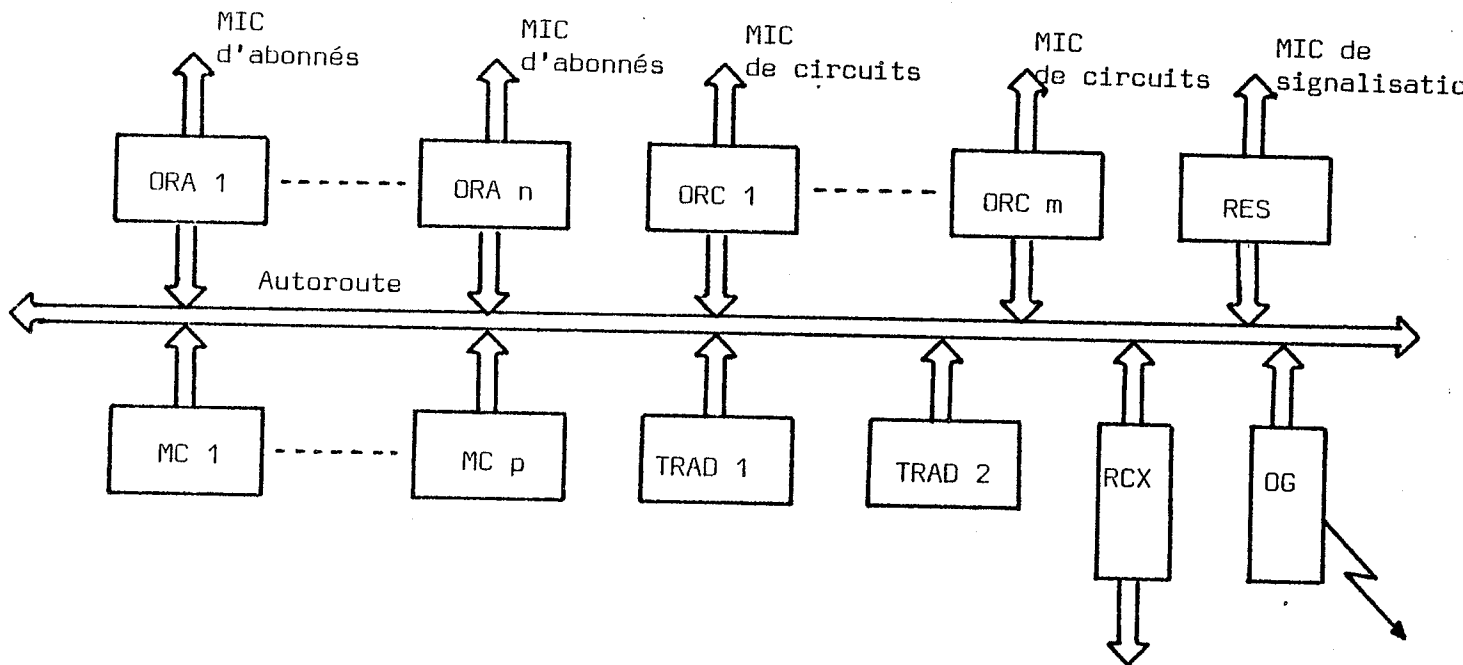 MIC
d'abonnés
MIC
d'abonnés
MIC
de circuits
MIC
de circuits
MIC de
signalisatio
ORA 1
ORA n
ORC 1
ORC m
RES
Autoroute
MC 1
MC p
TRAD 1
TRAD 2
RCX
OG